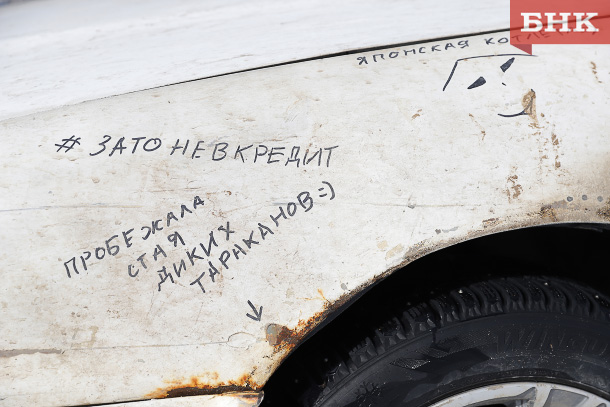 БНК
ЯПОНСКАЯ
# ЗАТОНЕВКРЕДИТ
ПРОБЕЖАЛА
СТАЯ
ДИКИХ
ТАРАКАНОВ=)